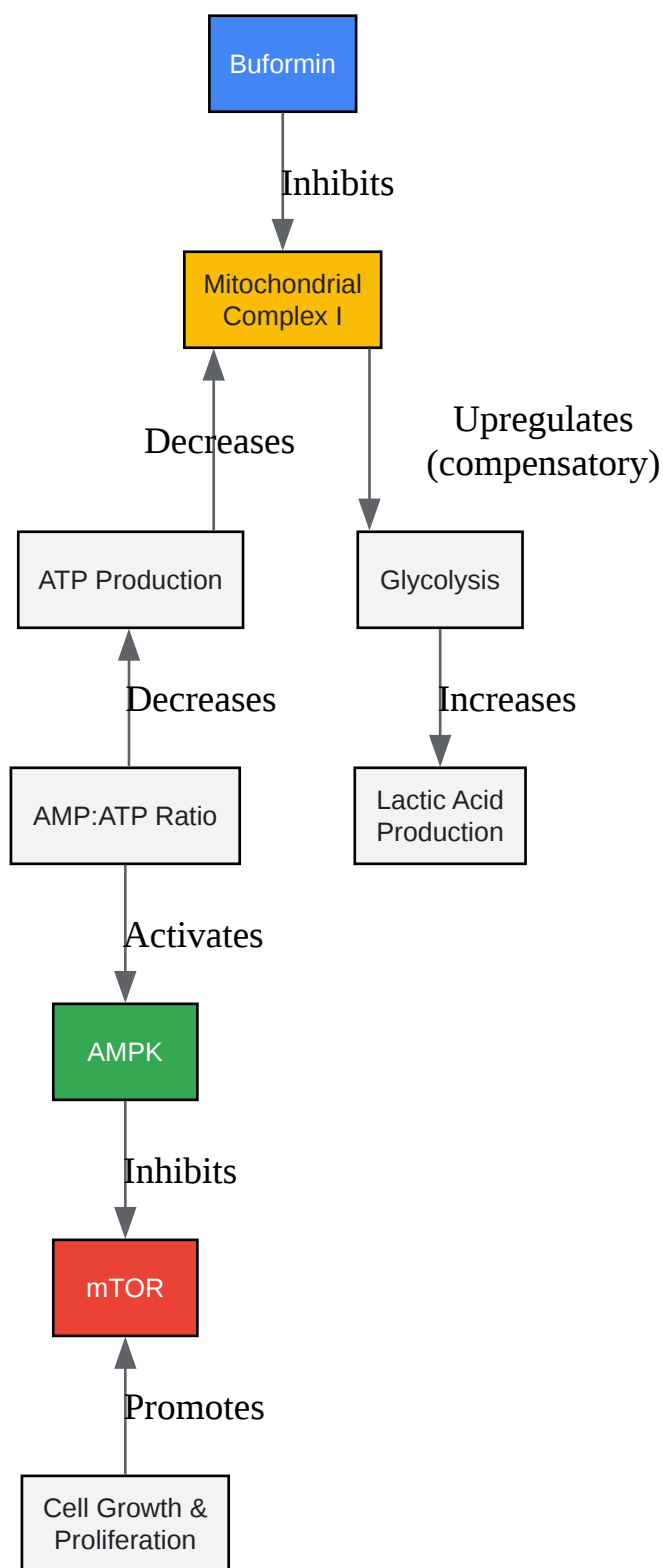 Buformin
Inhibits
Mitochondrial
Complex I
Decreases
Upregulates
(compensatory)
ATP Production
Glycolysis
Decreases
Increases
AMP:ATP Ratio
Lactic Acid
Production
Activates
AMPK
Inhibits
mTOR
Promotes
Cell Growth &
Proliferation